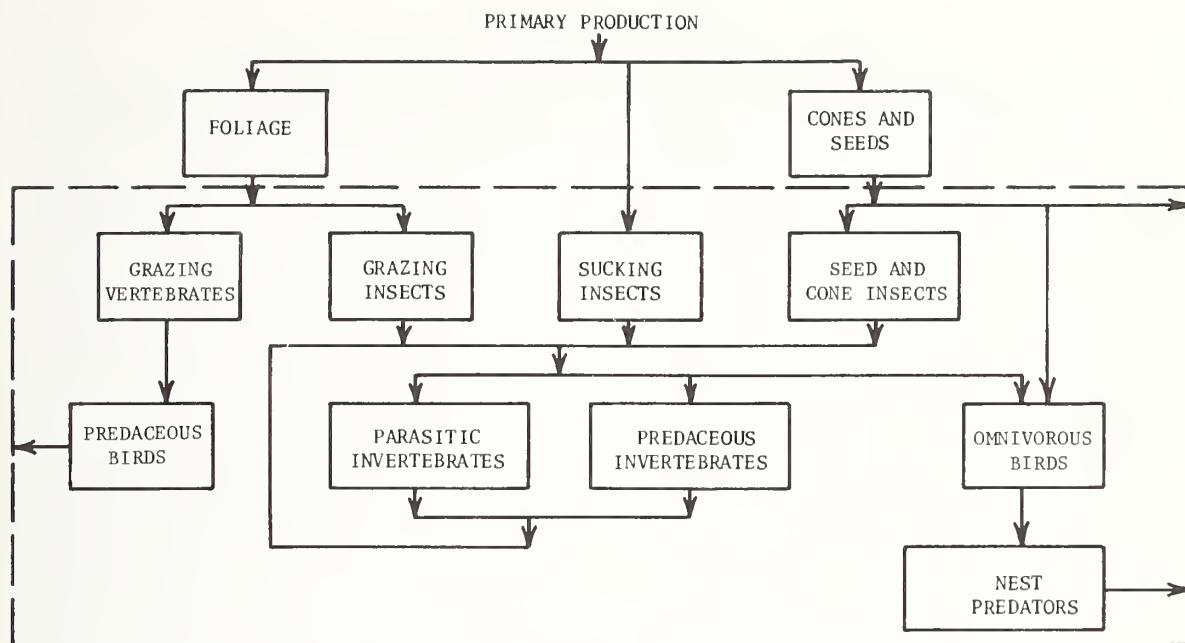 PRIMARY PRODUCTION
FOLIAGE
CONES AND
SEEDS
GRAZING
VERTEBRATES
GRAZING
INSECTS
SUCKING
INSECTS
SEED AND
CONE INSECTS
PREDACEOUS
BIRDS
PARASITIC
INVERTEBRATES
PREDACEOUS
INVERTEBRATES
OMNIVOROUS
BIRDS
NEST
PREDATORS